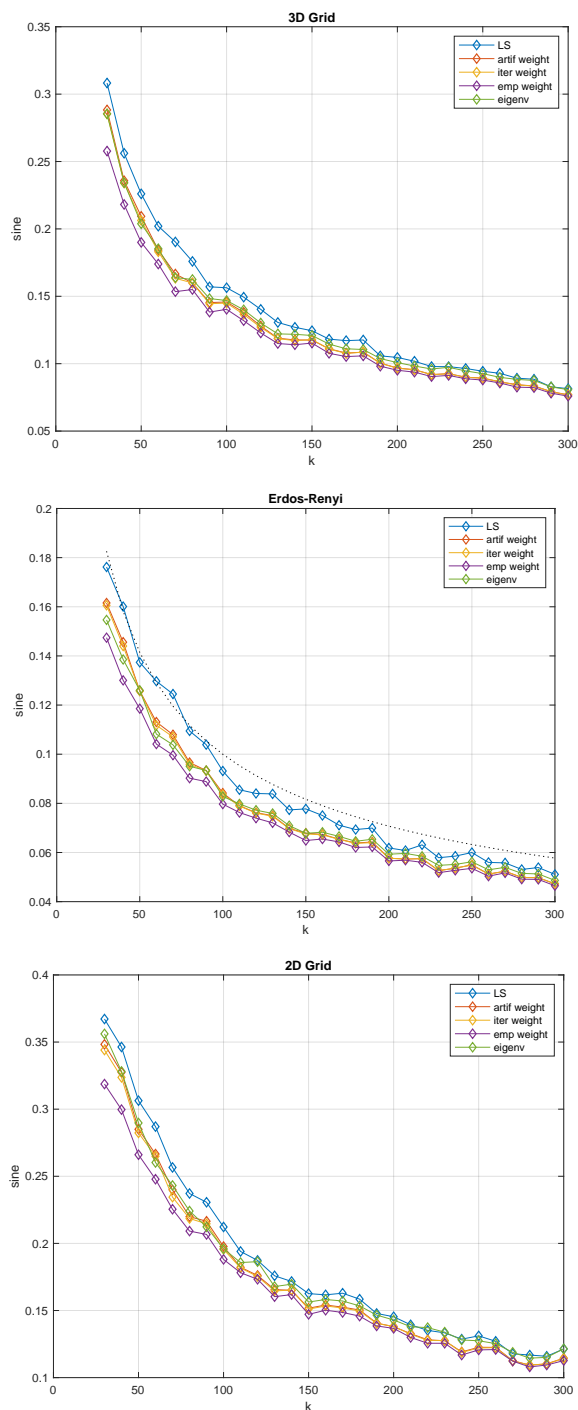 3D Grid
0.35
0.3
0.25
0.2
0.15
0.1
0.05
sine
0 50 100 150 200 250 300
k
LS
artif weight
iter weight
emp weight
eigenv
Erdos-Renyi
0.2
0.18
0.16
0.14
0.12
0.1
0.08
0.06
0.04
sine
0 50 100 150 200 250 300
k
LS
artif weight
iter weight
emp weight
eigenv
2D Grid
0.4
0.35
0.3
0.25
0.2
0.15
0.1
sine
0 50 100 150 200 250 300
k
LS
artif weight
iter weight
emp weight
eigenv